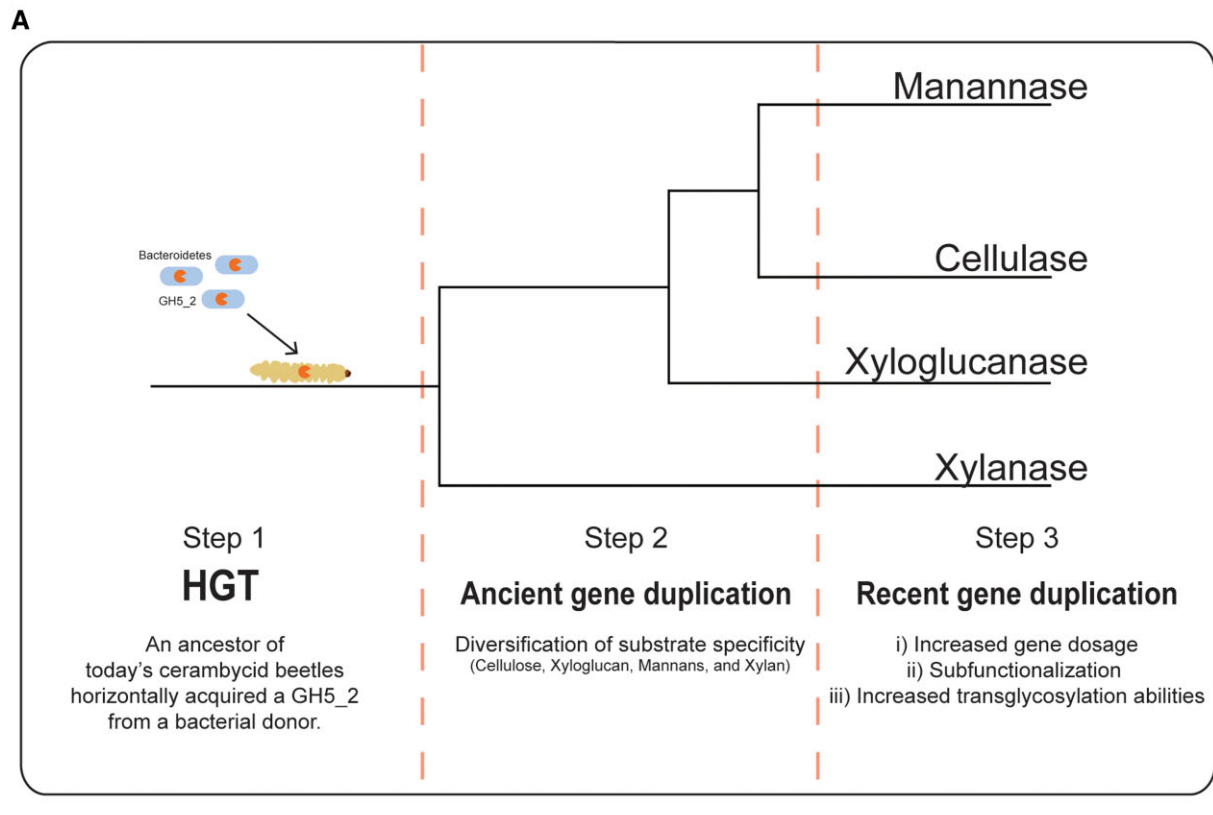 A
Manannase
Bacteroidetes
GH5_2
Cellulase
Xyloglucanase
Xylanase
Step 1
HGT
An ancestor of
today's cerambycid beetles
horizontally acquired a GH5_2
from a bacterial donor.
Step 2
Ancient gene duplication
Diversification of substrate specificity
(Cellulose, Xyloglucan, Mannans, and Xylan)
Step 3
Recent gene duplication
i) Increased gene dosage
ii) Subfunctionalization
iii) Increased transglycosylation abilities